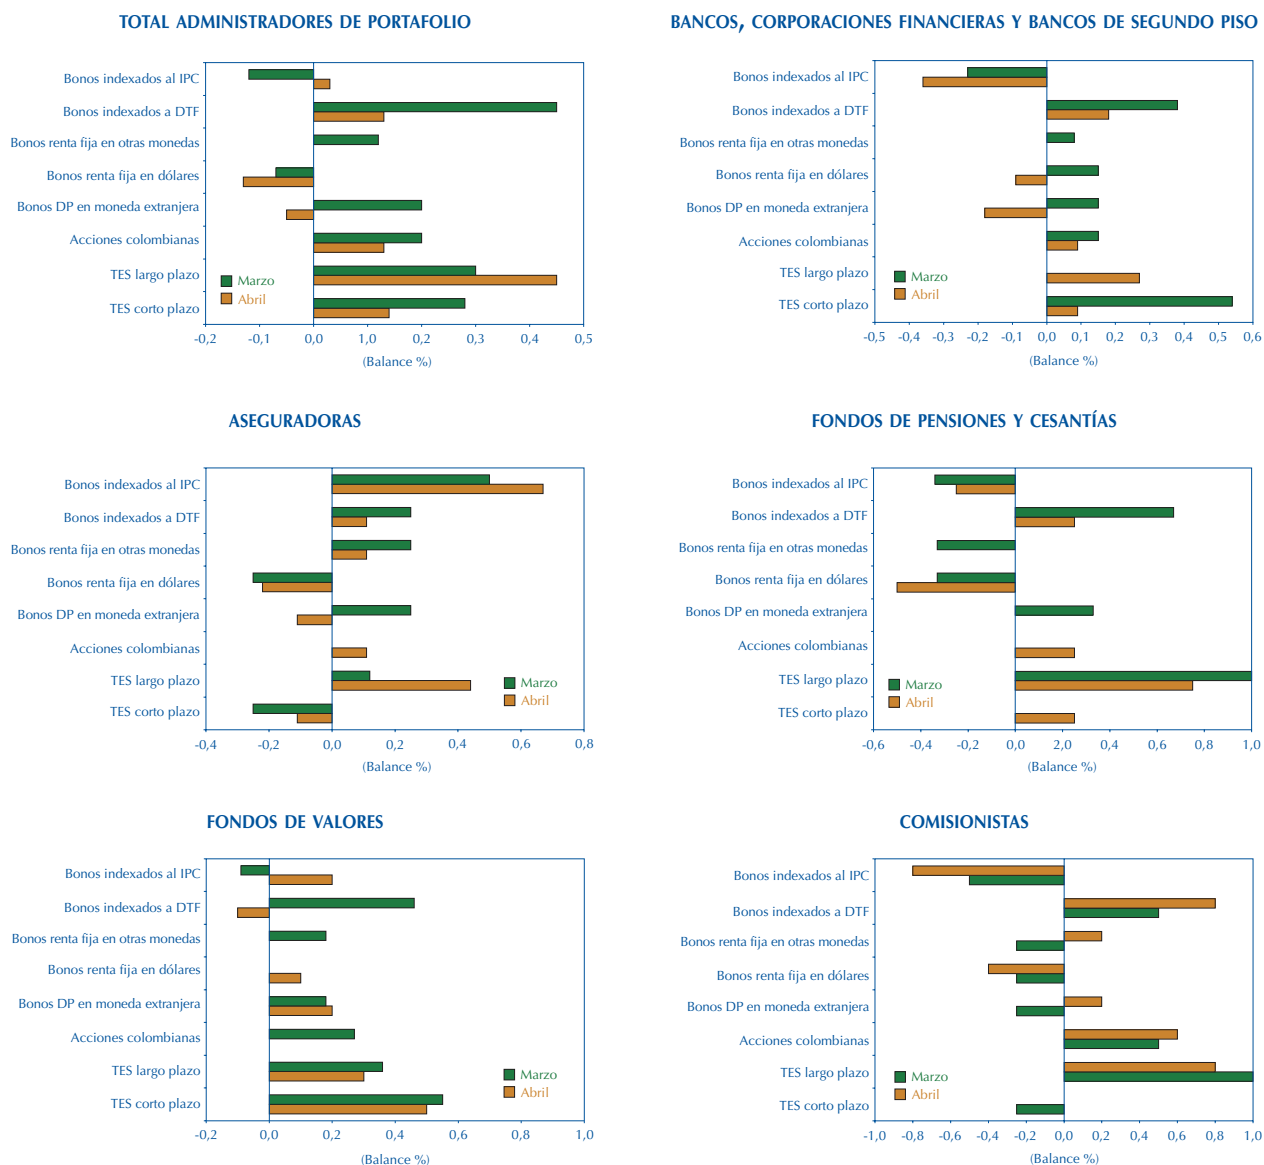 TOTAL ADMINISTRADORES DE PORTAFOLIO
Bonos indexados al IPC
Bonos indexados a DTF
Bonos renta fija en otras monedas
Bonos renta fija en dólares
Bonos DP en moneda extranjera
Acciones colombianas
TES largo plazo
TES corto plazo
Marzo
Abril
-0,2 -0,1 0,0 0,1 0,2 0,3 0,4 0,5
(Balance %)
BANCOS, CORPORACIONES FINANCIERAS Y BANCOS DE SEGUNDO PISO
Bonos indexados al IPC
Bonos indexados a DTF
Bonos renta fija en otras monedas
Bonos renta fija en dólares
Bonos DP en moneda extranjera
Acciones colombianas
TES largo plazo
TES corto plazo
Marzo
Abril
-0,5 -0,4 -0,3 -0,2 -0,1 0,0 0,1 0,2 0,3 0,4 0,5 0,6
(Balance %)
ASEGURADORAS
Bonos indexados al IPC
Bonos indexados a DTF
Bonos renta fija en otras monedas
Bonos renta fija en dólares
Bonos DP en moneda extranjera
Acciones colombianas
TES largo plazo
TES corto plazo
Marzo
Abril
-0,4 -0,2 0,0 0,2 0,4 0,6 0,8
(Balance %)
FONDOS DE PENSIONES Y CESANTÍAS
Bonos indexados al IPC
Bonos indexados a DTF
Bonos renta fija en otras monedas
Bonos renta fija en dólares
Bonos DP en moneda extranjera
Acciones colombianas
TES largo plazo
TES corto plazo
Marzo
Abril
-0,6 -0,4 -0,2 0,0 2,0 0,4 0,6 0,8 1,0
(Balance %)
FONDOS DE VALORES
Bonos indexados al IPC
Bonos indexados a DTF
Bonos renta fija en otras monedas
Bonos renta fija en dólares
Bonos DP en moneda extranjera
Acciones colombianas
TES largo plazo
TES corto plazo
Marzo
Abril
-0,2 0,0 0,2 0,4 0,6 0,8 1,0
(Balance %)
COMISIONISTAS
Bonos indexados al IPC
Bonos indexados a DTF
Bonos renta fija en otras monedas
Bonos renta fija en dólares
Bonos DP en moneda extranjera
Acciones colombianas
TES largo plazo
TES corto plazo
Marzo
Abril
-1,0 -0,8 -0,6 -0,4 -0,2 0,0 0,2 0,4 0,6 0,8 1,0
(Balance %)